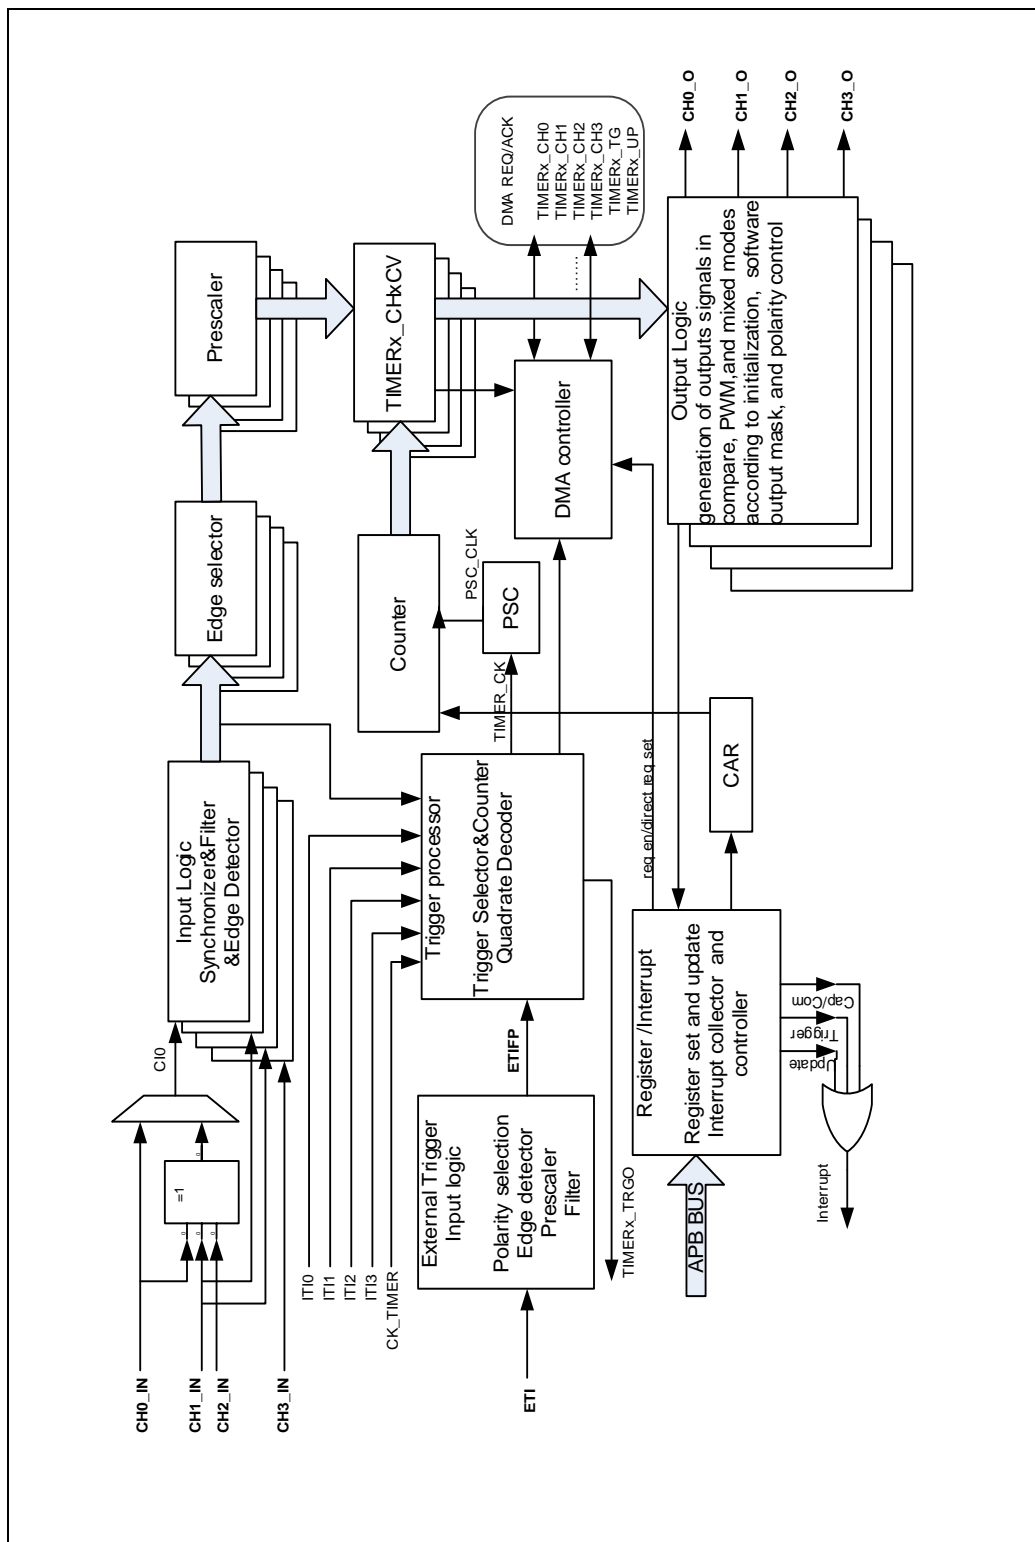 CH0_IN
CH1_IN
CH2_IN
CH3_IN
=1
CI0
Input Logic
Synchronizer&Filter
&Edge Detector
Edge selector
Prescaler
ITI0
ITI1
ITI2
ITI3
CK_TIMER
Trigger processor
Trigger Selector&Counter
Quadrate Decoder
Counter
TIMERx_CHxCV
TIMER_CK
PSC
PSC_CLK
DMA controller
DMA REQ/ACK
TIMERx_CH0
TIMERx_CH1
TIMERx_CH2
TIMERx_CH3
TIMERx_TG
TIMERx_UP
........
ETI
External Trigger
Input logic
Polarity selection
Edge detector
Prescaler
Filter
ETIFP
TIMERx_TRGO
APB BUS
Register /Interrupt
Register set and update
Interrupt collector and
controller
req en/direct req set
CAR
Cap/Com
Trigger
Update
Interrupt
Output Logic
generation of outputs signals in
compare, PWM,and mixed modes
according to initialization, software
output mask, and polarity control
CH0_O
CH1_O
CH2_O
CH3_O